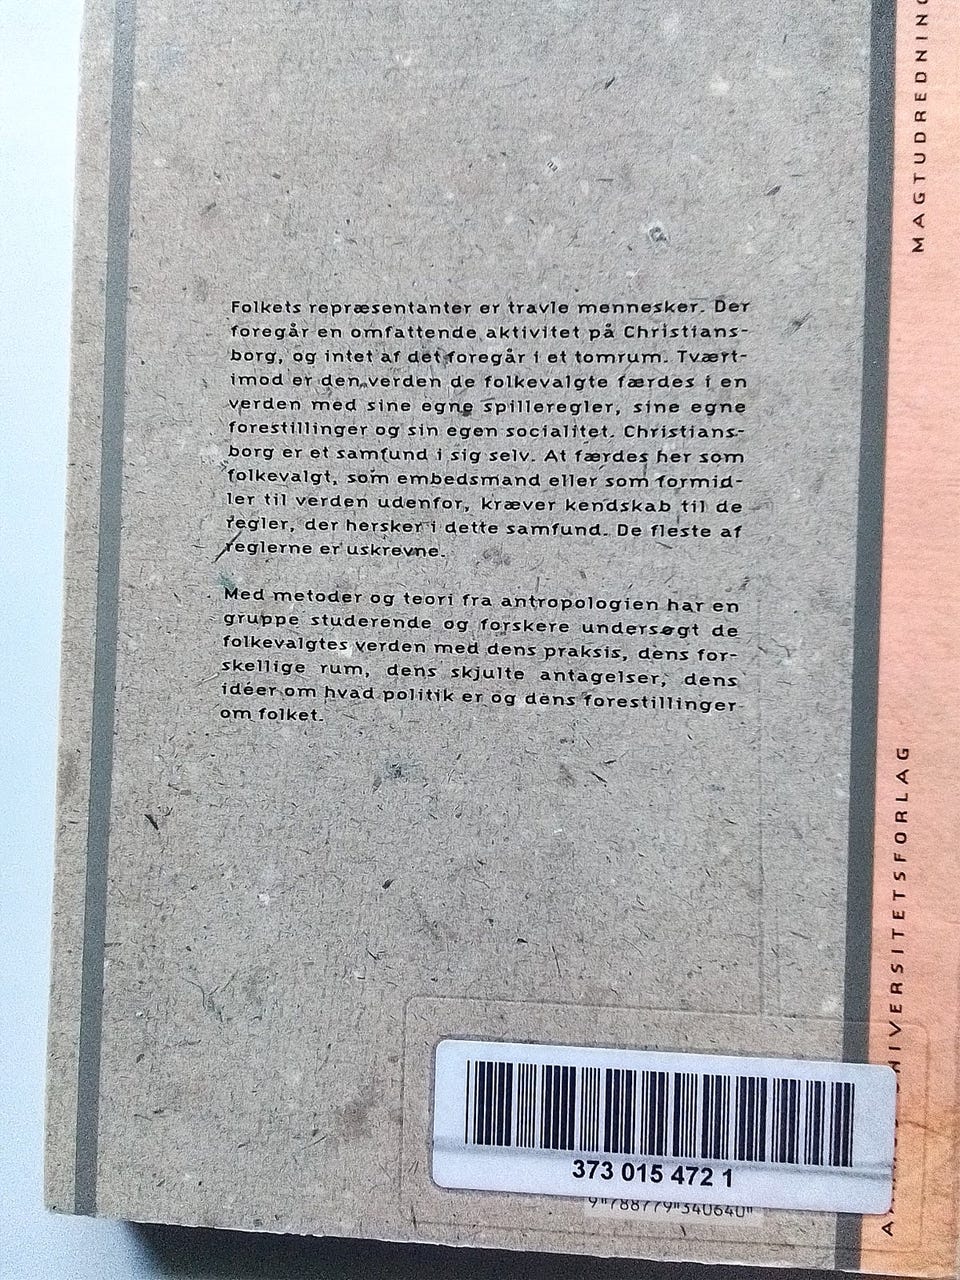 Folkets repræsentanter er travle mennesker. Der
foregår en omfattende aktivitet på Christians-
borg, og intet af det foregår i et tomrum. Tvært-
imod er den verden de folkevalgte færdes i en
verden med sine egne spilleregler, sine egne
forestillinger og sin egen socialitet. Christians-
borg er et samfund i sig selv. At færdes her som
folkevalgt, som embedsmand eller som formid-
ler til verden udenfor, kræver kendskab til de
regler, der hersker i dette samfund. De fleste af
reglerne er uskrevne.
Med metoder og teori fra antropologien har en
gruppe studerende og forskere undersøgt de
folkevalgtes verden med dens praksis, dens for-
skellige rum, dens skjulte antagelser, dens
idéer om hvad politik er og dens forestillinger
om folket.
MAGTUDREDNING
UNIVERSITETSFORLAG
373 015 472 1
9"788779"340640"